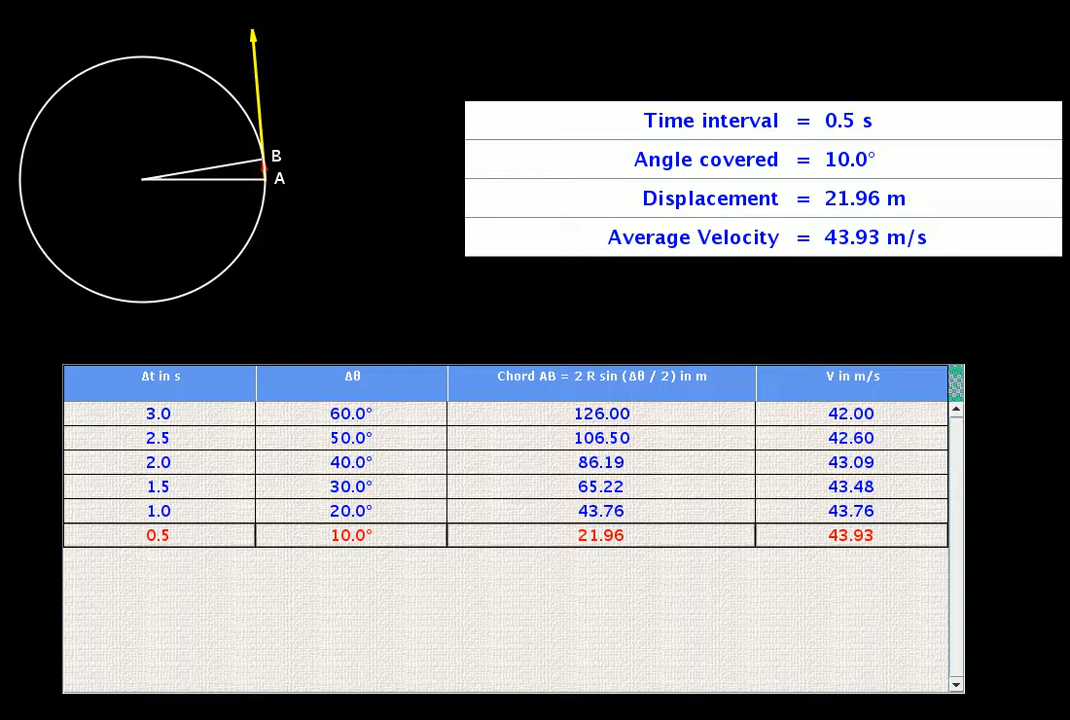 B
A
Time interval = 0.5 s
Angle covered = 10.0°
Displacement = 21.96 m
Average Velocity = 43.93 m/s
Δt in s Δθ Chord AB = 2 R sin (Δθ / 2) in m V in m/s
3.0 60.0° 126.00 42.00
2.5 50.0° 106.50 42.60
2.0 40.0° 86.19 43.09
1.5 30.0° 65.22 43.48
1.0 20.0° 43.76 43.76
0.5 10.0° 21.96 43.93